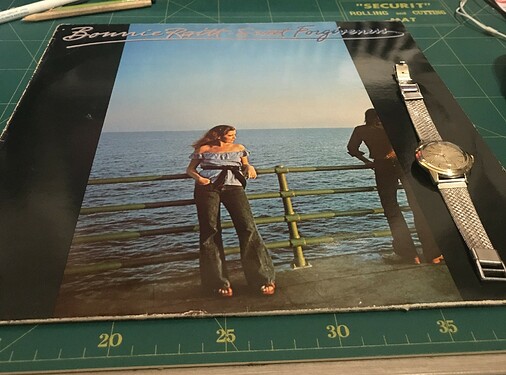 "SECURIT"
ROLLING and CUTTING
MAT
Bonnie Raitt Sweet Forgiveness
20
25
30
35